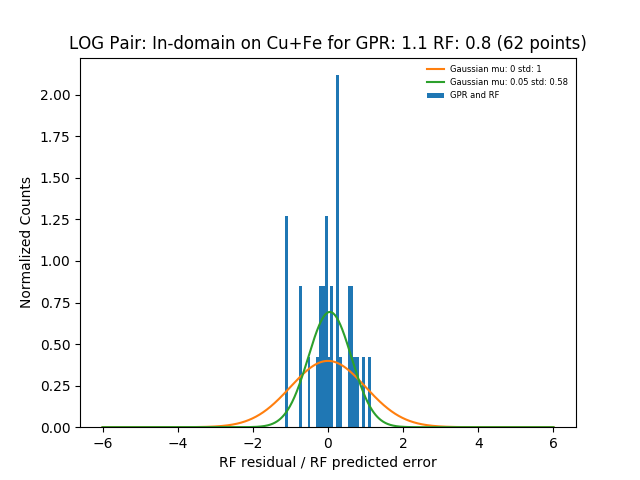 LOG Pair: In-domain on Cu+Fe for GPR: 1.1 RF: 0.8 (62 points)
Gaussian mu: 0 std: 1
Gaussian mu: 0.05 std: 0.58
GPR and RF
Normalized Counts
2.00
1.75
1.50
1.25
1.00
0.75
0.50
0.25
0.00
−6 −4 −2 0 2 4 6
RF residual / RF predicted error